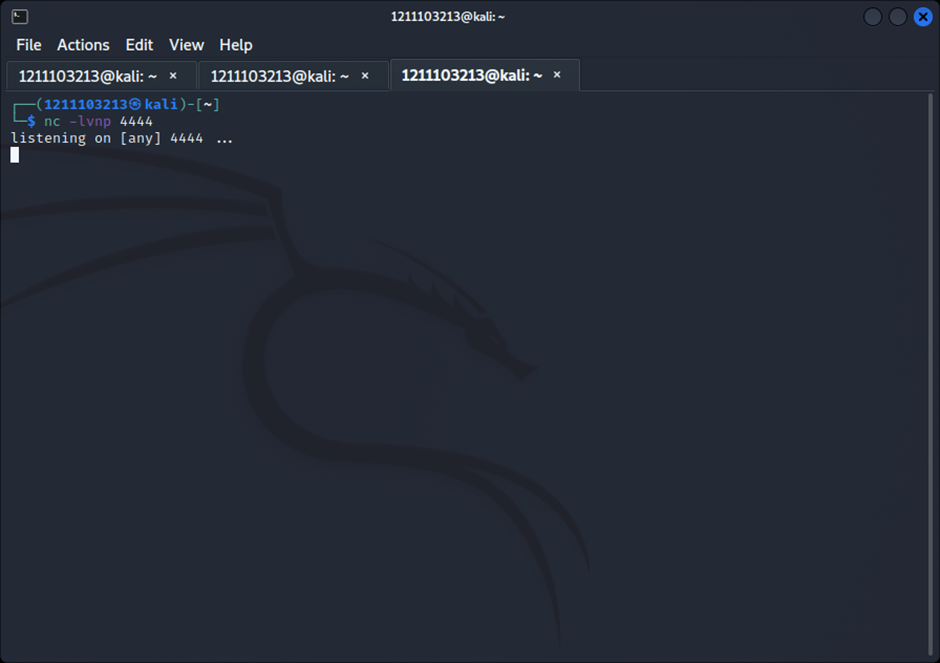 1211103213@kali: ~
File Actions Edit View Help
1211103213@kali: ~ × 1211103213@kali: ~ × 1211103213@kali: ~ ×
┌──(1211103213㉿kali)-[~]
└─$ nc -lvnp 4444
listening on [any] 4444 ...